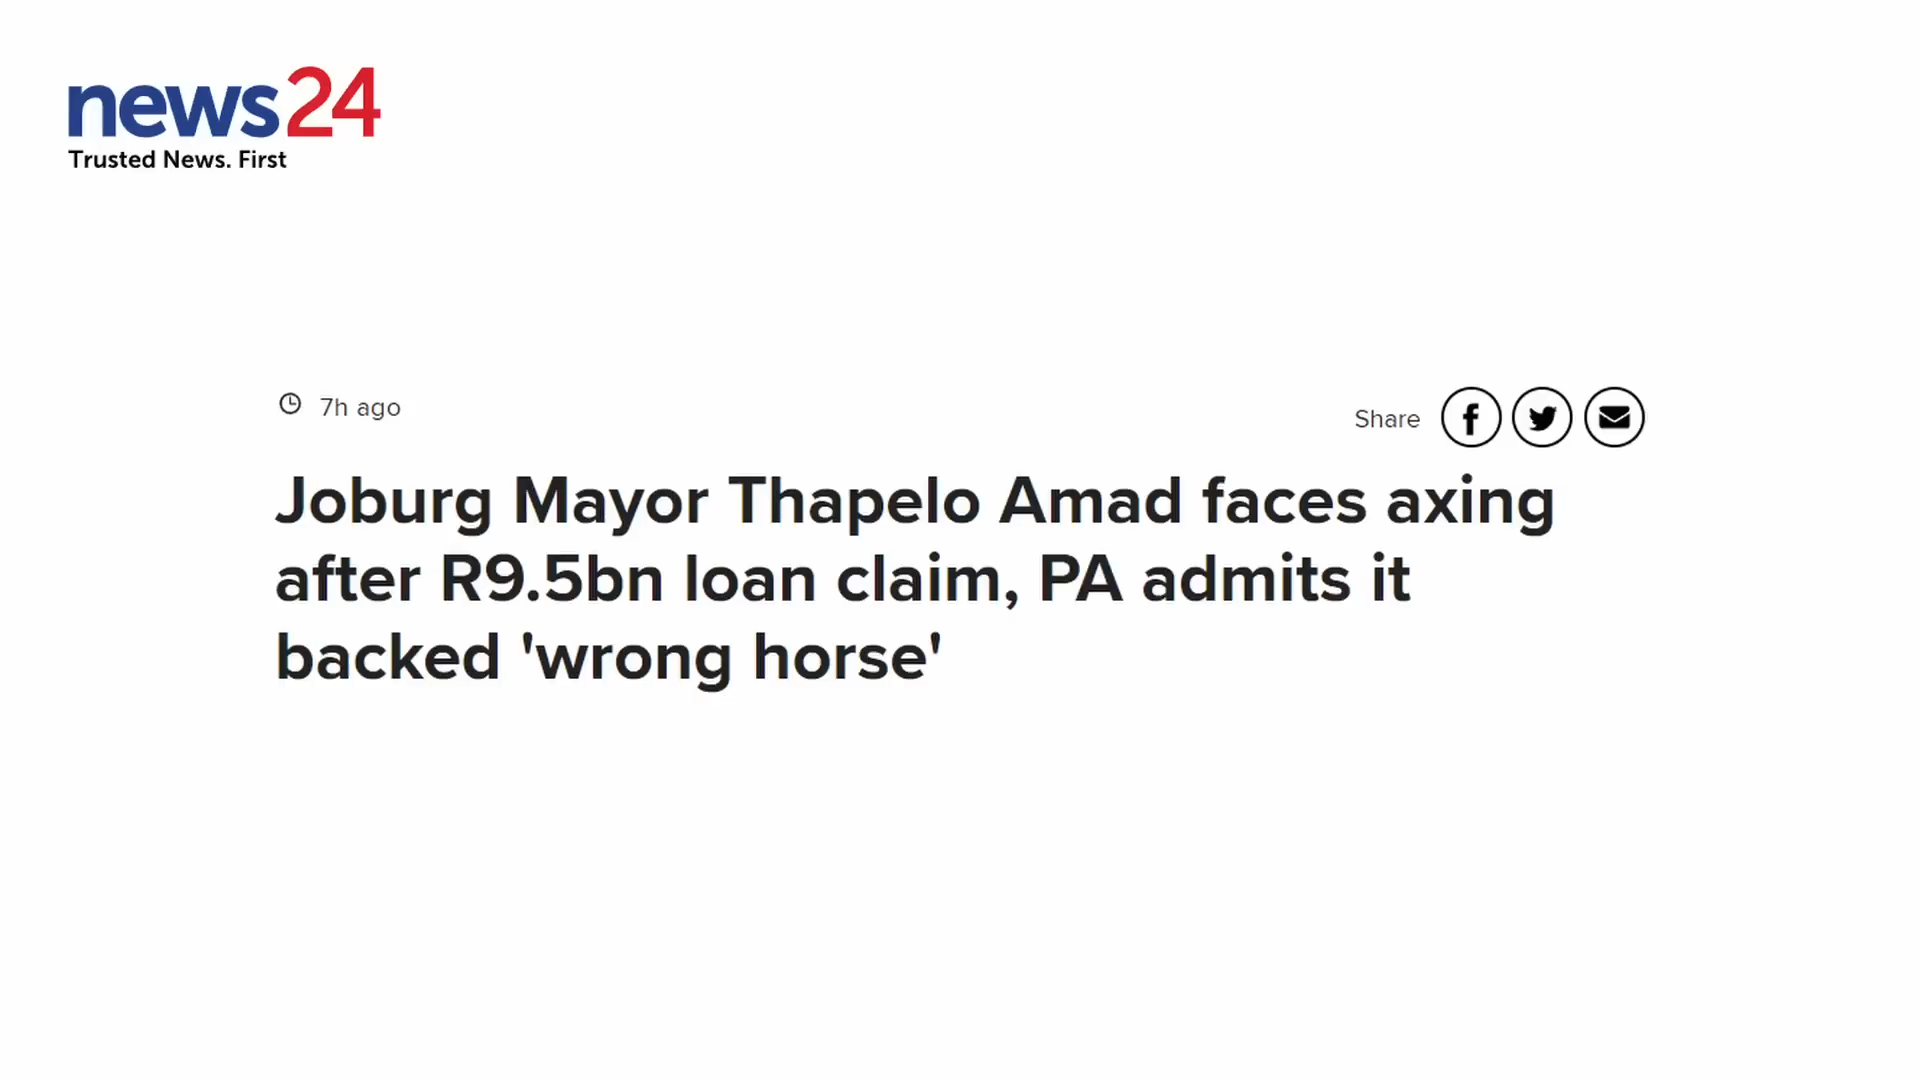 news24
Trusted News. First
7h ago
Share
Joburg Mayor Thapelo Amad faces axing
after R9.5bn loan claim, PA admits it
backed 'wrong horse'